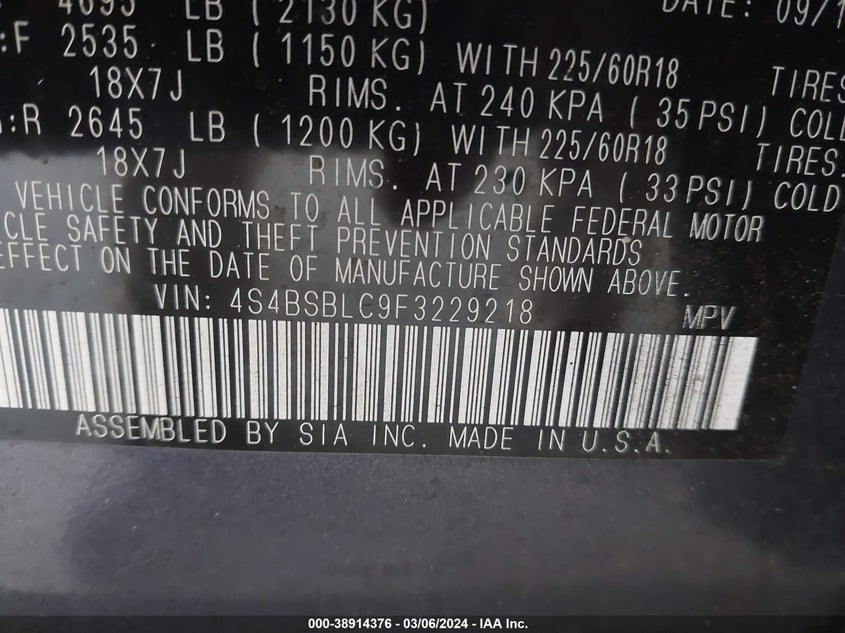 4695 LB ( 2130 KG) DATE: 09/1
:F 2535 LB ( 1150 KG) WITH 225/60R18 TIRES
18X7J RIMS. AT 240 KPA ( 35 PSI) COLD
:R 2645 LB ( 1200 KG) WITH 225/60R18 TIRES.
18X7J RIMS. AT 230 KPA ( 33 PSI) COLD
VEHICLE CONFORMS TO ALL APPLICABLE FEDERAL MOTOR
CLE SAFETY AND THEFT PREVENTION STANDARDS
EFFECT ON THE DATE OF MANUFACTURE SHOWN ABOVE.
VIN: 4S4BSBLC9F3229218 MPV
ASSEMBLED BY SIA INC. MADE IN U.S.A.
000-38914376 - 03/06/2024 - IAA Inc.